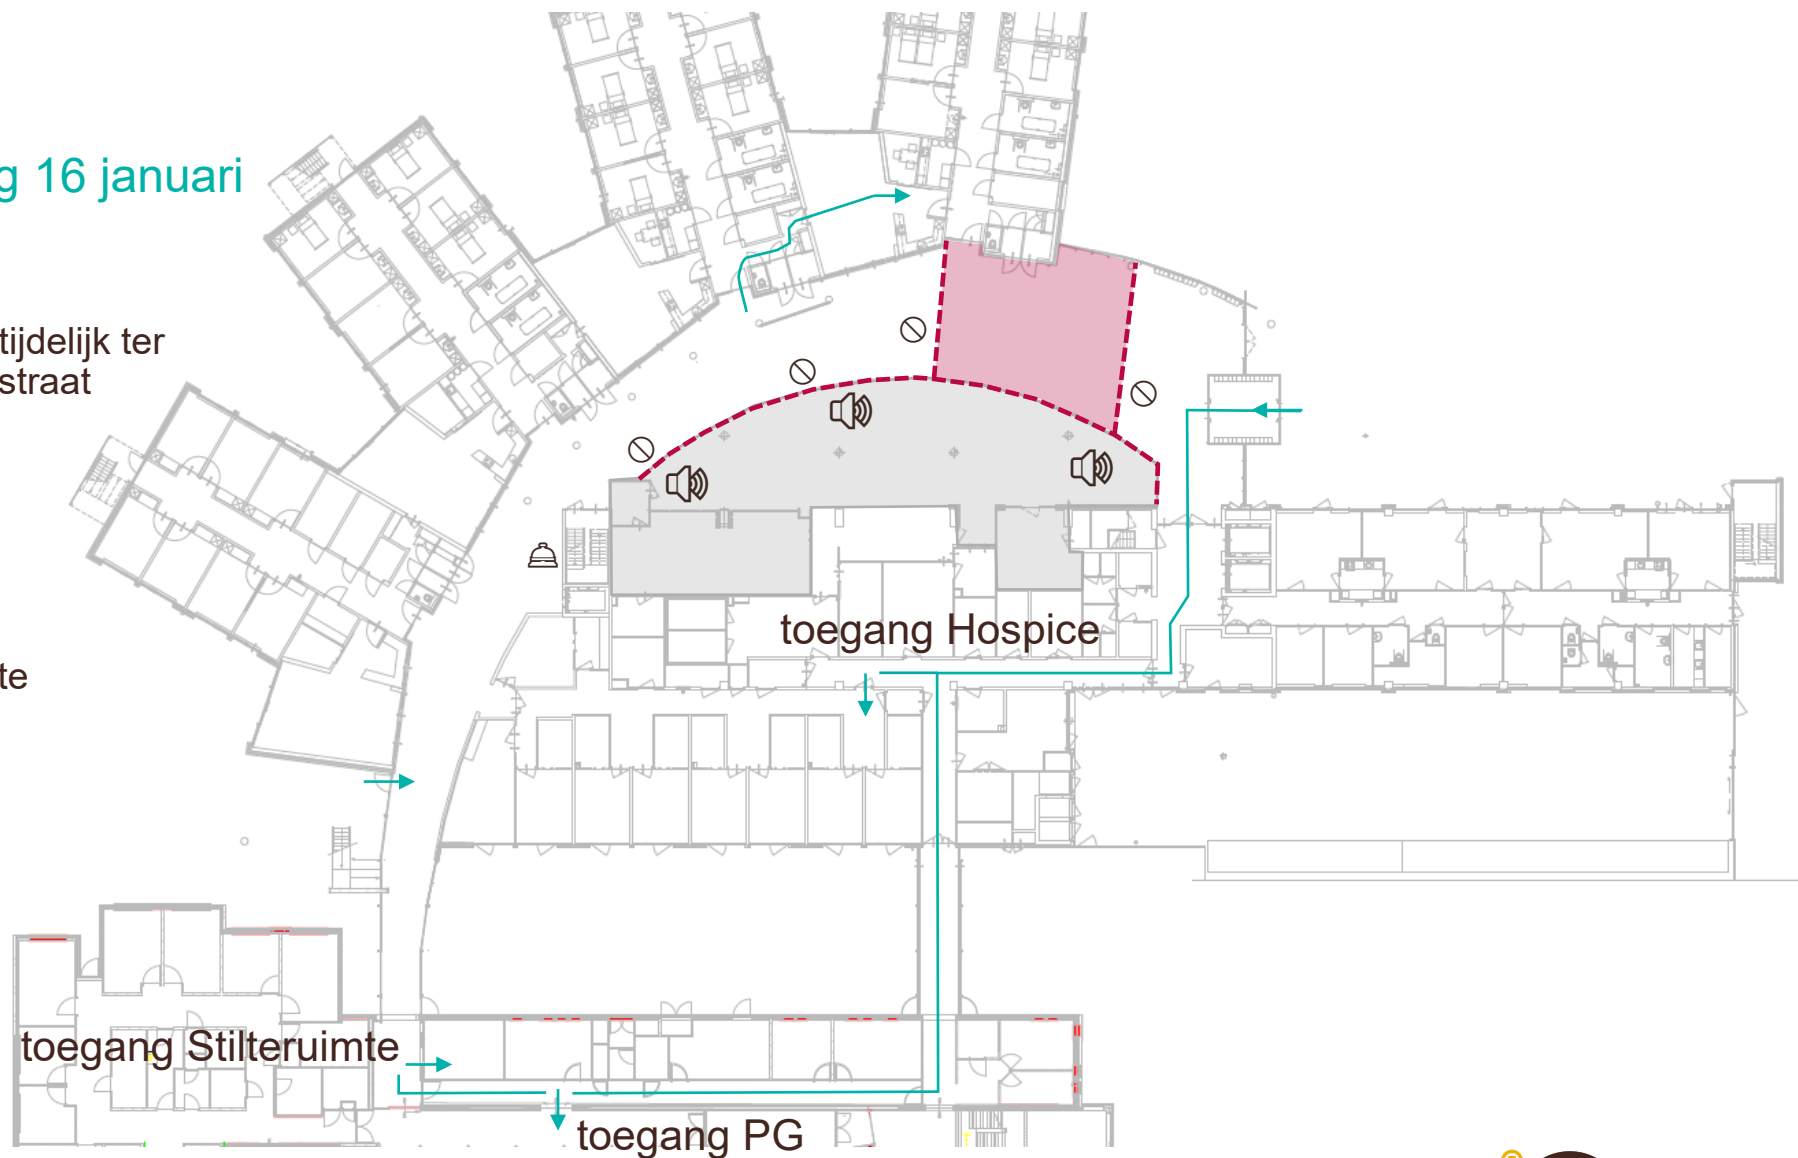 g 16 januari
tijdelijk ter
straat
te
toegang Hospice
toegang Stilteruimte
toegang PG